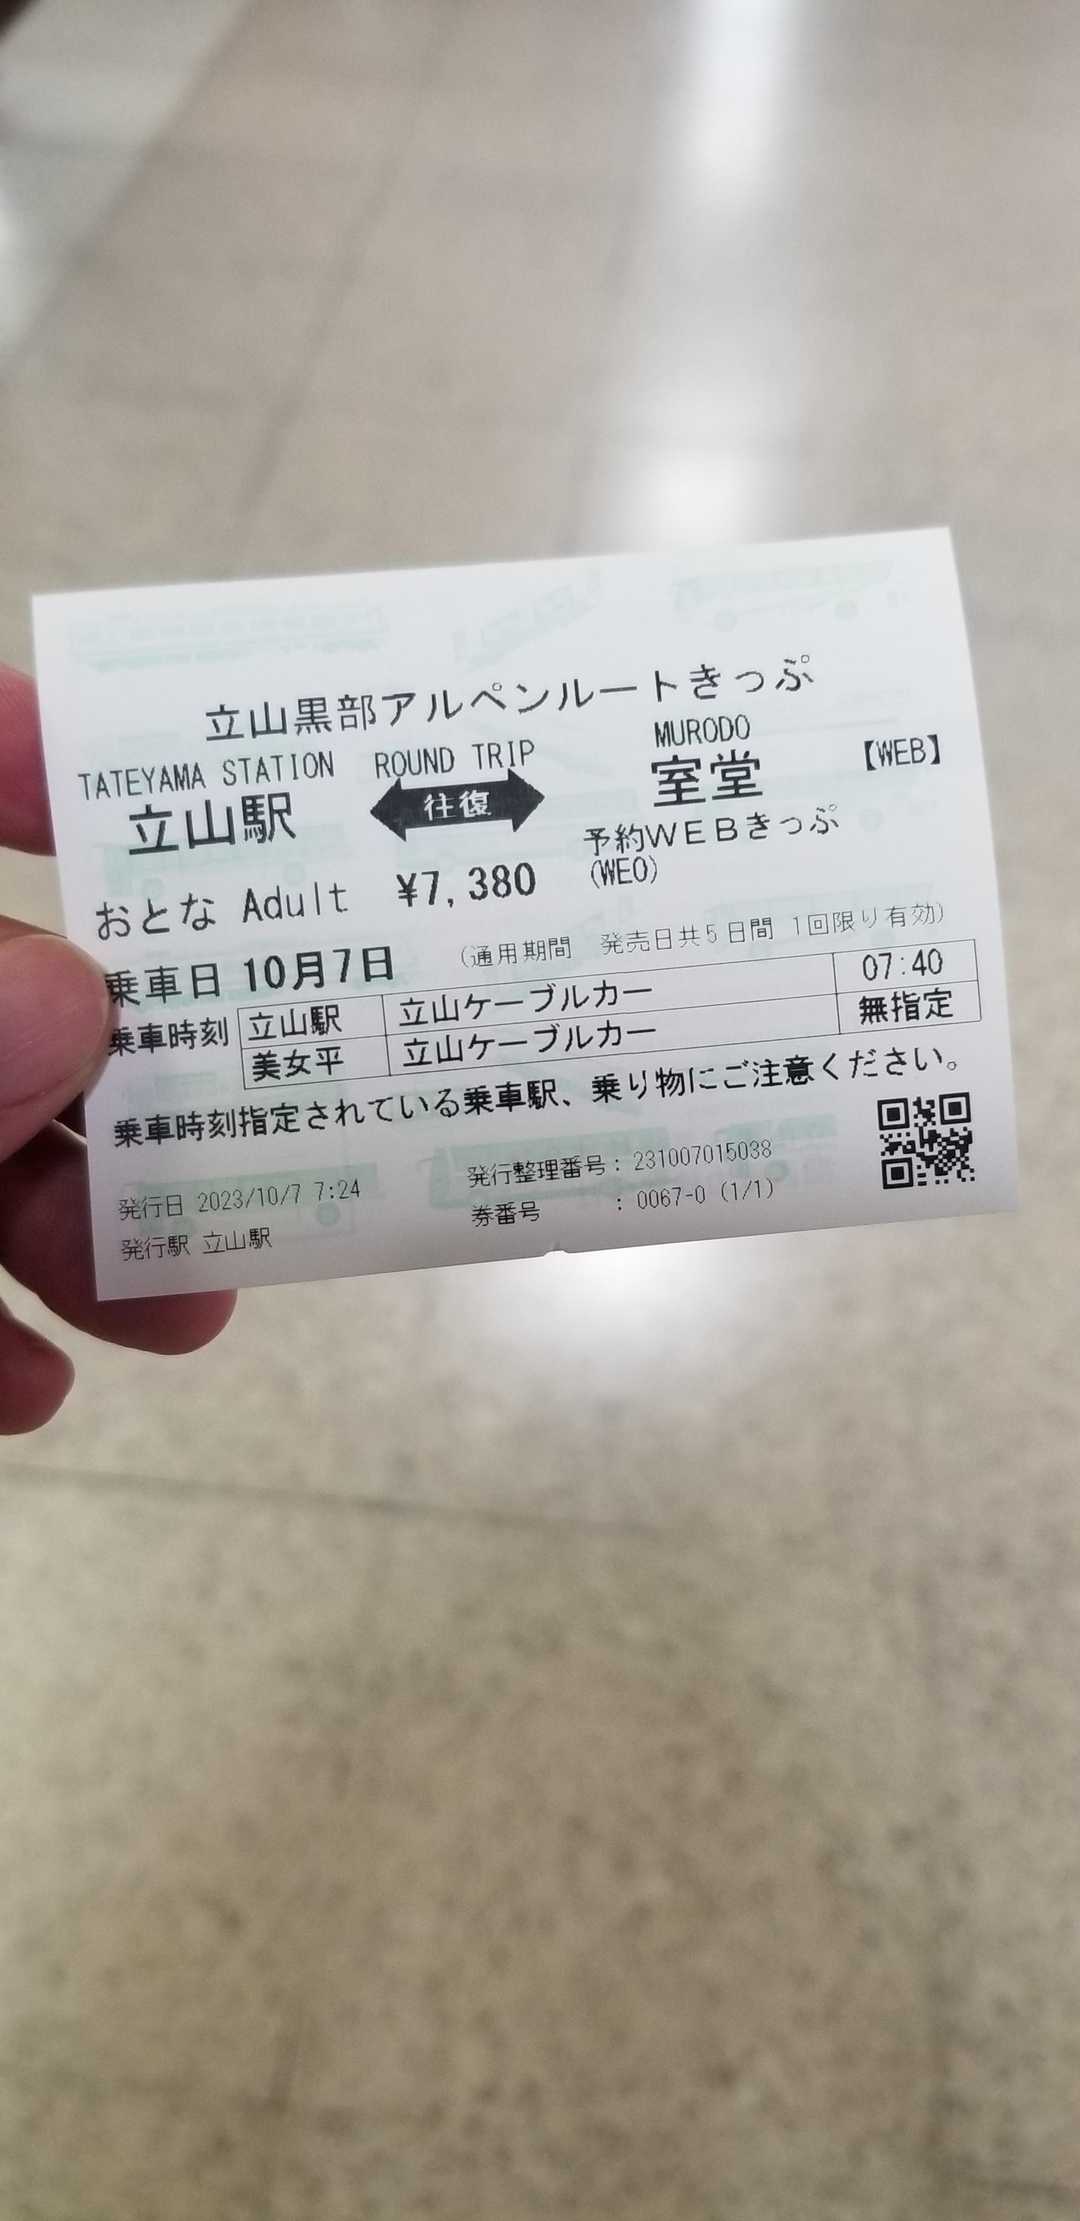 立山黒部アルペンルートきっぷ
TATEYAMA STATION ROUND TRIP MURODO
立山駅 往復 室堂 【WEB】
予約WEBきっぷ
おとな Adult ¥7,380 (WEO)
乗車日 10月7日 (通用期間 発売日共5日間 1回限り有効)
乗車時刻 立山駅 立山ケーブルカー 07:40
美女平 立山ケーブルカー 無指定
乗車時刻指定されている乗車駅、乗り物にご注意ください。
発行日 2023/10/7 7:24 発行整理番号 : 231007015038
発行駅 立山駅 券番号 : 0067-0 (1/1)